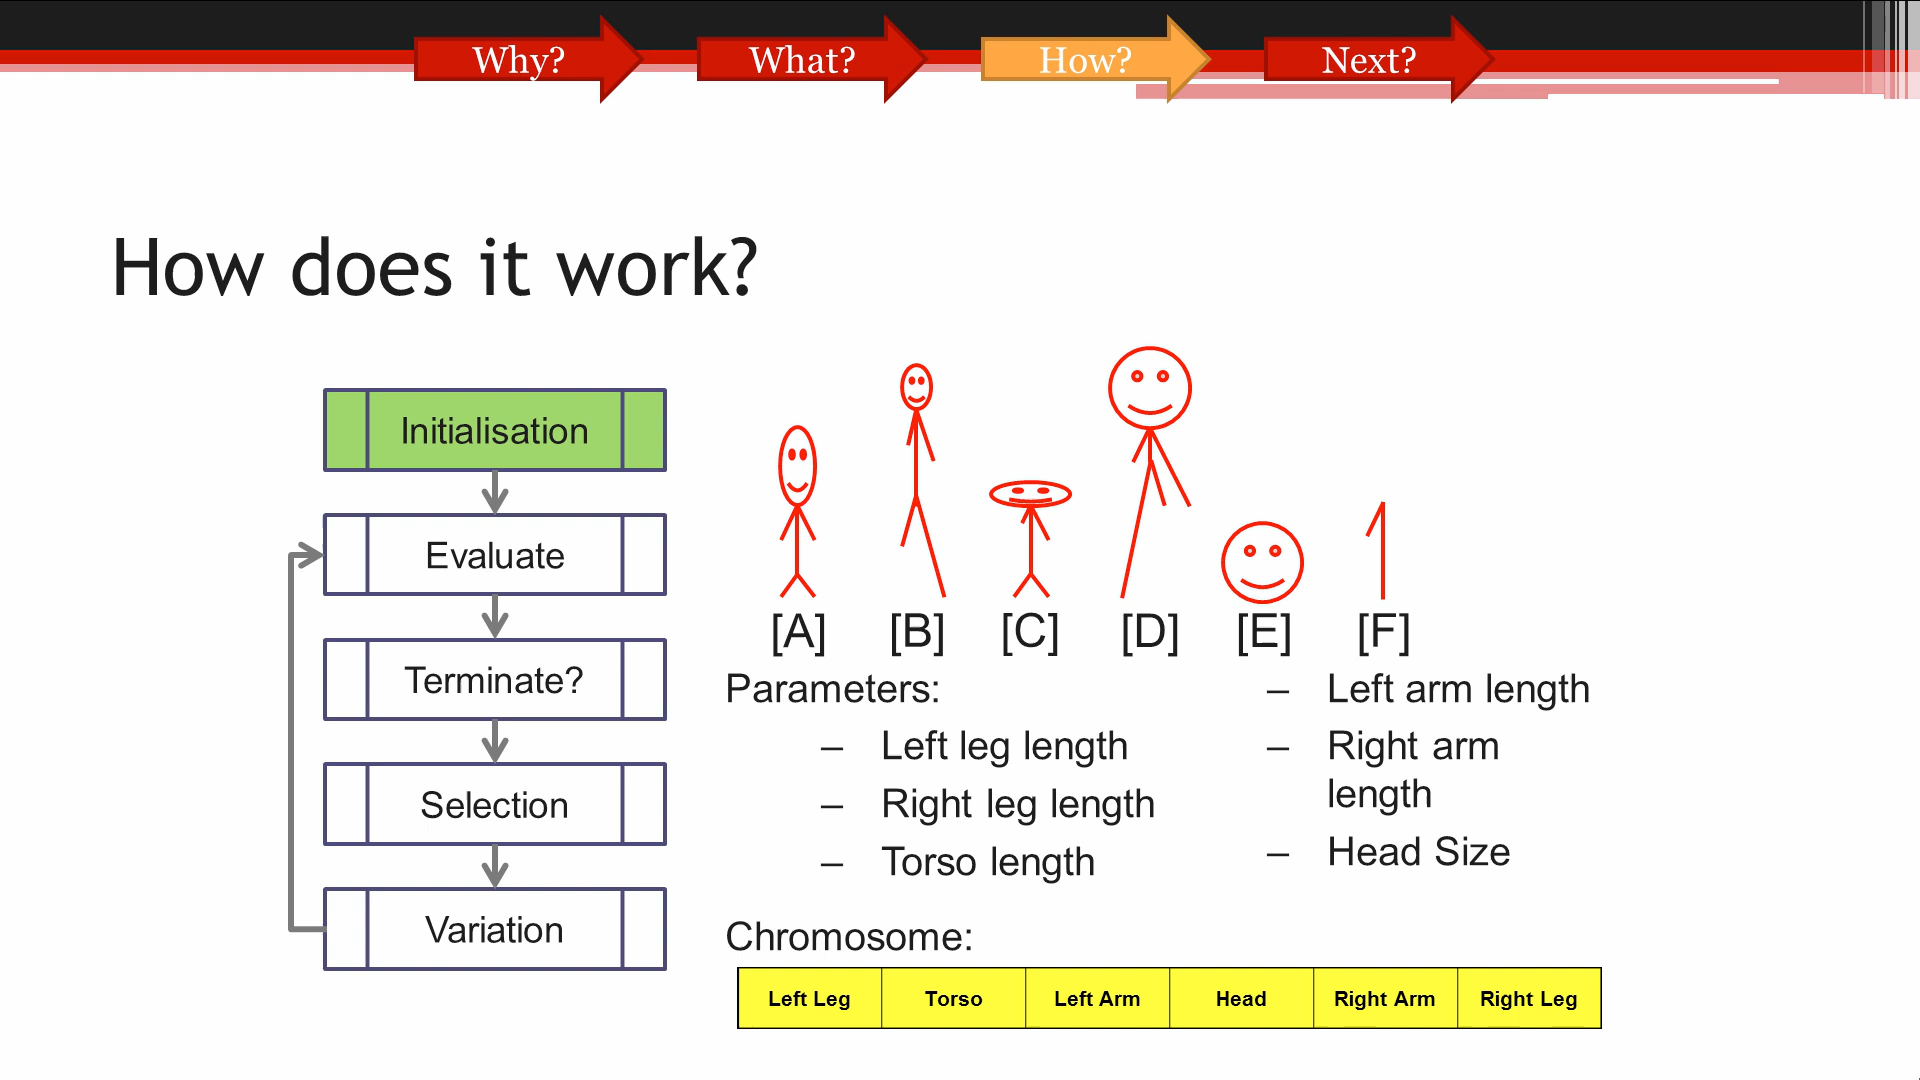 Why?
What?
How?
Next?
How does it work?
Initialisation
Evaluate
Terminate?
Selection
Variation
[A]
[B]
[C]
[D]
[E]
[F]
Parameters:
– Left leg length
– Right leg length
– Torso length
– Left arm length
– Right arm
length
– Head Size
Chromosome:
Left Leg
Torso
Left Arm
Head
Right Arm
Right Leg